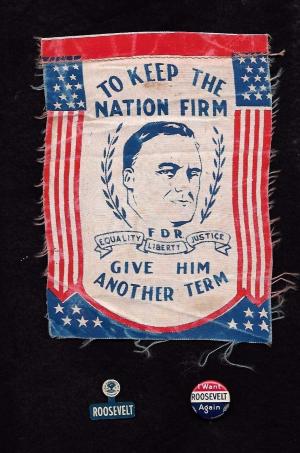 TO KEEP THE
NATION FIRM
FDR
EQUALITY LIBERTY JUSTICE
GIVE HIM
ANOTHER TERM
ROOSEVELT
I Want
ROOSEVELT
Again